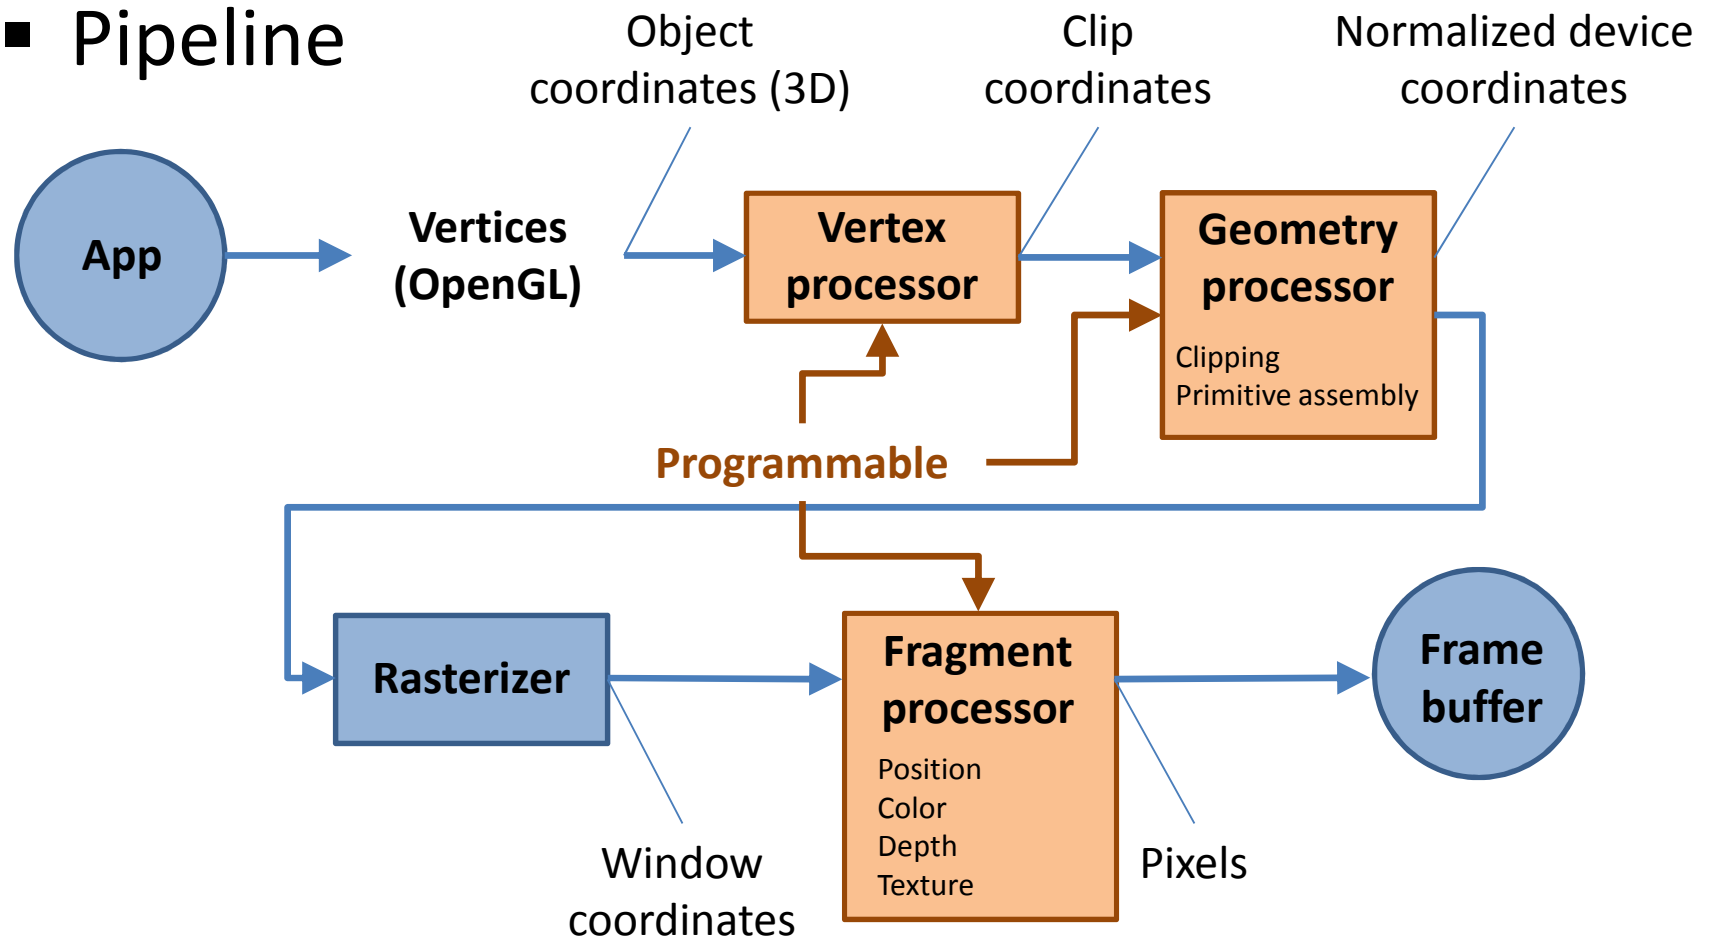 ▪ Pipeline
Object
coordinates (3D)
Clip
coordinates
Normalized device
coordinates
App
Vertices
(OpenGL)
Vertex
processor
Geometry
processor
Clipping
Primitive assembly
Programmable
Rasterizer
Fragment
processor
Position
Color
Depth
Texture
Frame
buffer
Window
coordinates
Pixels